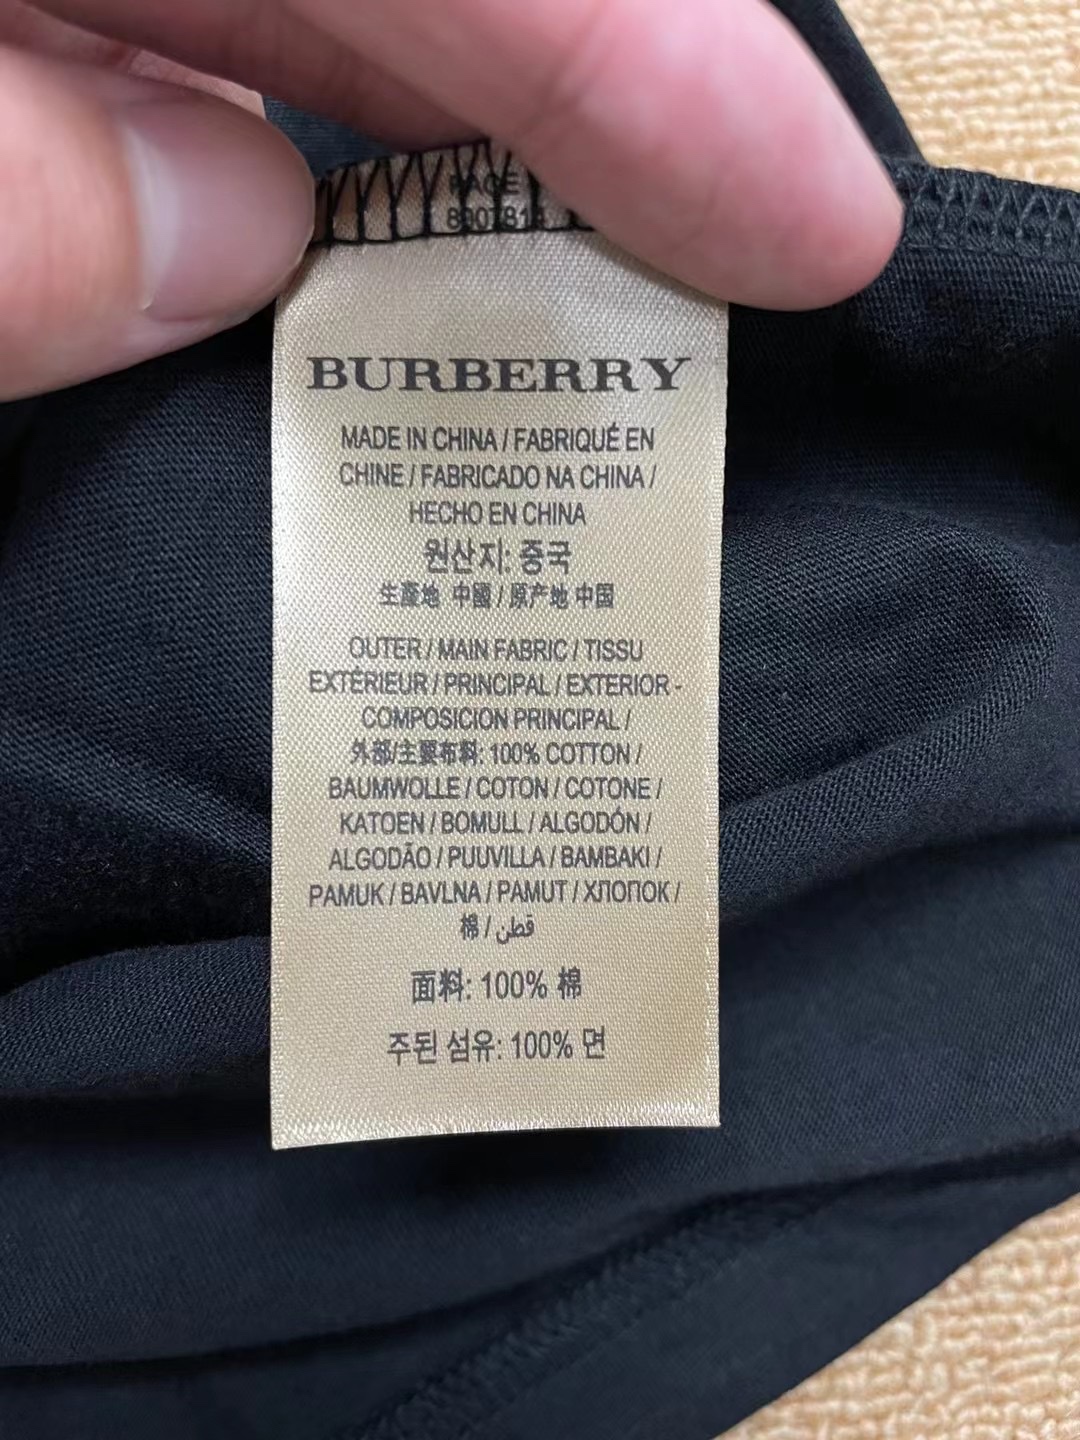 BURBERRY
MADE IN CHINA / FABRIQUÉ EN
CHINE / FABRICADO NA CHINA /
HECHO EN CHINA
원산지: 중국
生產地 中國 / 原产地 中国
OUTER / MAIN FABRIC / TISSU
EXTÉRIEUR / PRINCIPAL / EXTERIOR -
COMPOSICION PRINCIPAL /
外部/主要布料: 100% COTTON /
BAUMWOLLE / COTON / COTONE /
KATOEN / BOMULL / ALGODÓN /
ALGODÃO / PUUVILLA / BAMBAKI /
PAMUK / BAVLNA / PAMUT / ХЛОПОК /
棉 / قطن
面料: 100% 棉
주된 섬유: 100% 면